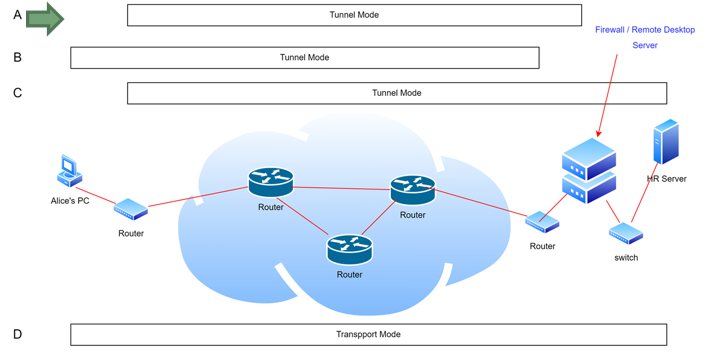 A
Tunnel Mode
Firewall / Remote Desktop
Server
B
Tunnel Mode
C
Tunnel Mode
Alice's PC
Router
Router
Router
Router
Router
HR Server
switch
D
Transpport Mode